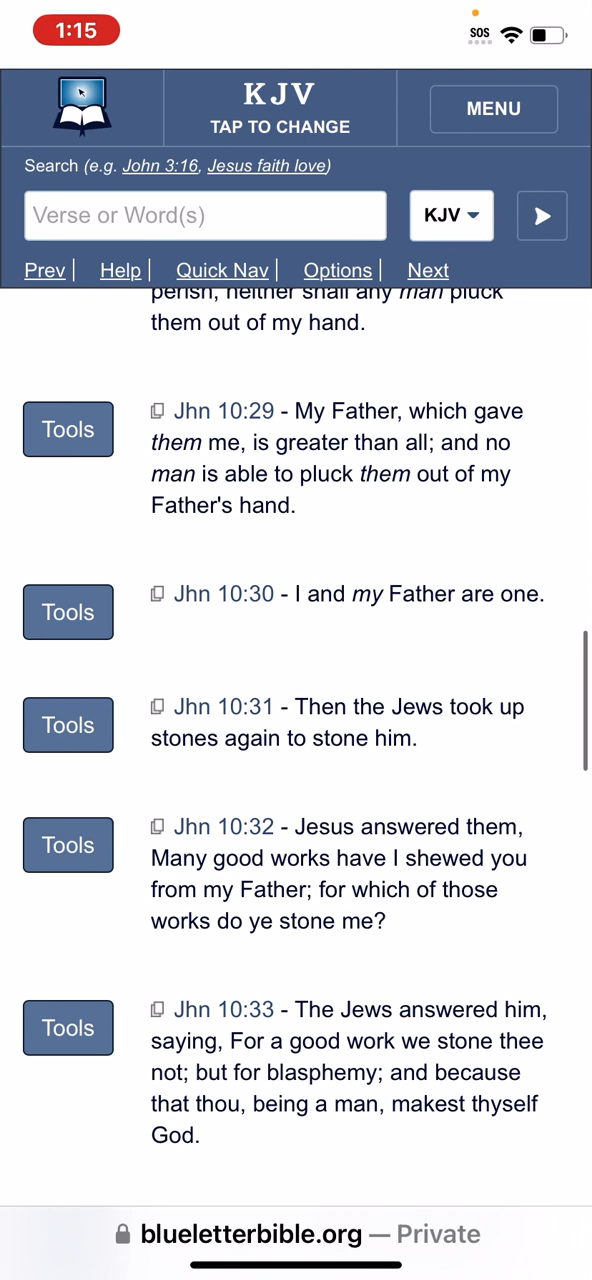 1:15
SOS
KJV
TAP TO CHANGE
MENU
Search (e.g. John 3:16, Jesus faith love)
Verse or Word(s)
KJV
Prev | Help | Quick Nav | Options | Next
perish, neither shall any man pluck
them out of my hand.
Tools
Jhn 10:29 - My Father, which gave
them me, is greater than all; and no
man is able to pluck them out of my
Father's hand.
Tools
Jhn 10:30 - I and my Father are one.
Tools
Jhn 10:31 - Then the Jews took up
stones again to stone him.
Tools
Jhn 10:32 - Jesus answered them,
Many good works have I shewed you
from my Father; for which of those
works do ye stone me?
Tools
Jhn 10:33 - The Jews answered him,
saying, For a good work we stone thee
not; but for blasphemy; and because
that thou, being a man, makest thyself
God.
blueletterbible.org — Private